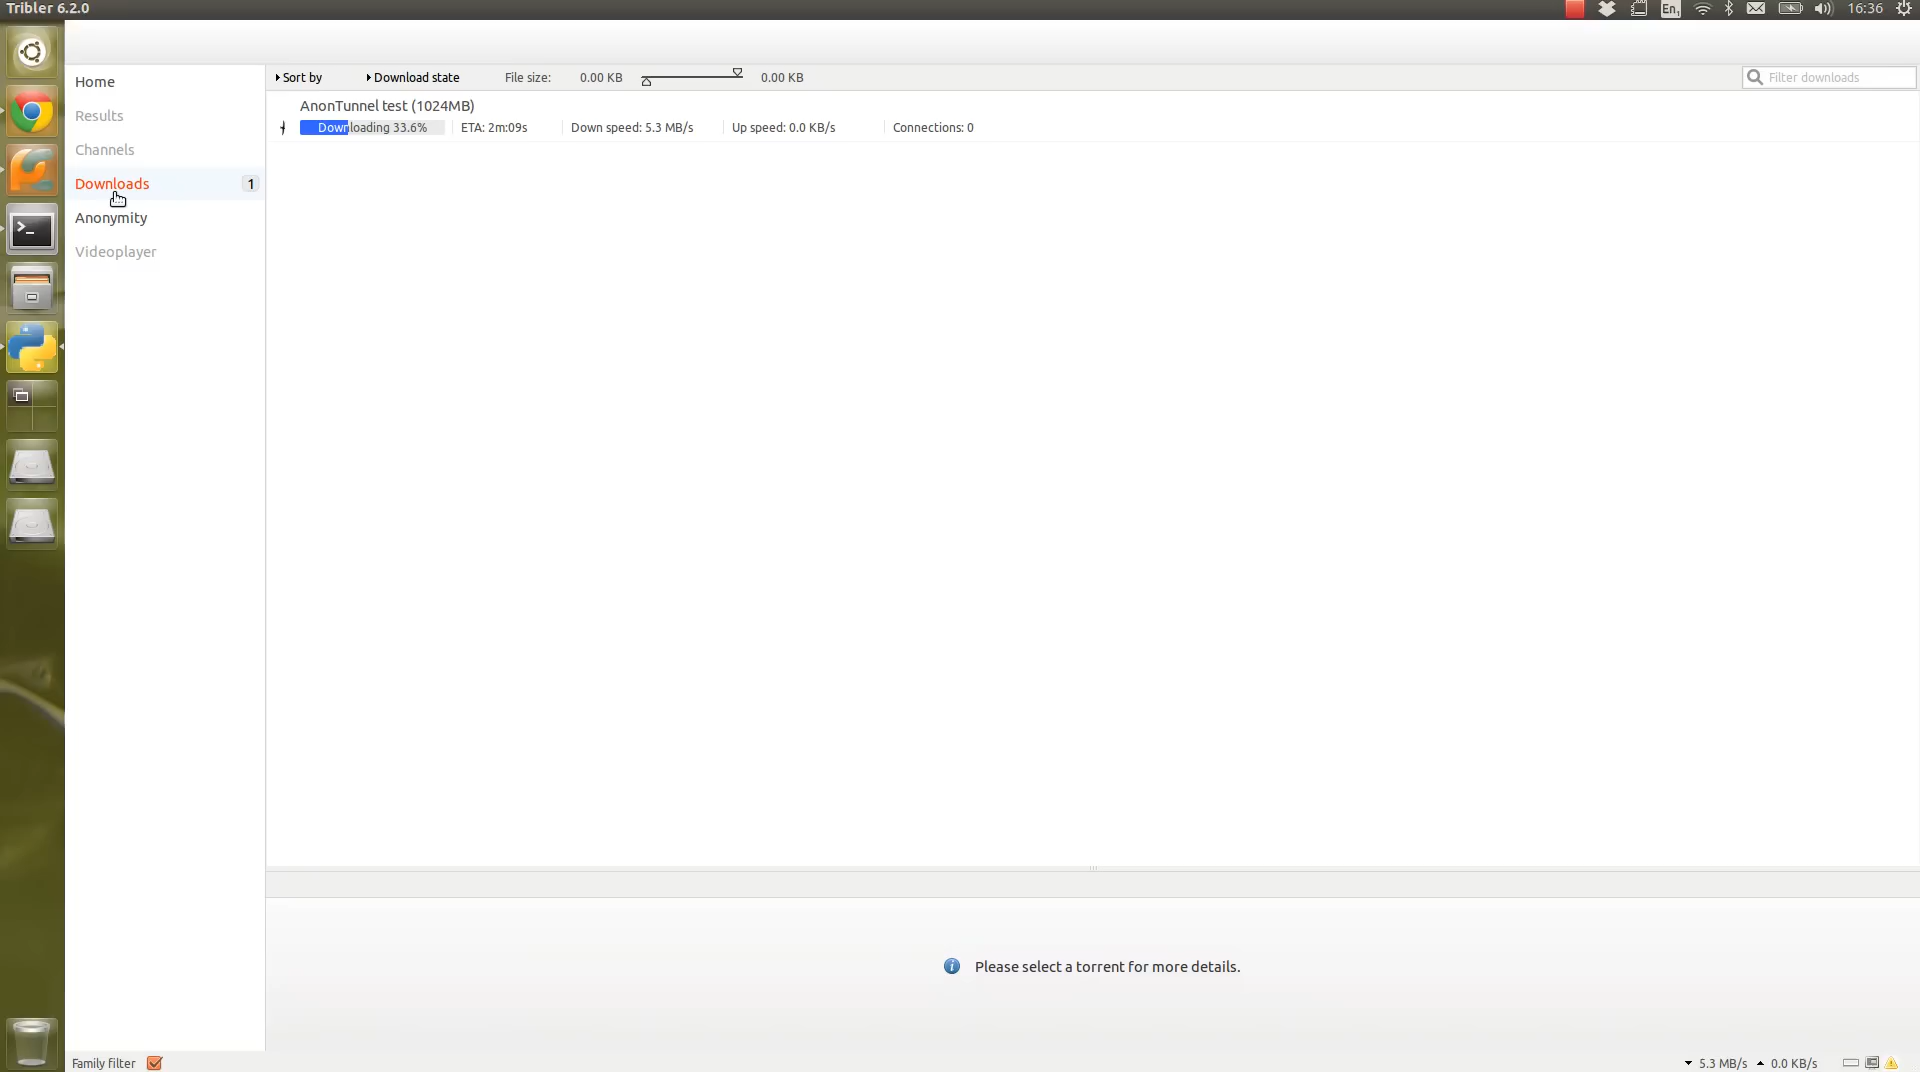 Tribler 6.2.0
En1
16:36
Home
Results
Channels
Downloads 1
Anonymity
Videoplayer
Sort by Download state File size: 0.00 KB 0.00 KB Filter downloads
AnonTunnel test (1024MB)
Downloading 33.6% ETA: 2m:09s Down speed: 5.3 MB/s Up speed: 0.0 KB/s Connections: 0
Please select a torrent for more details.
Family filter
5.3 MB/s 0.0 KB/s